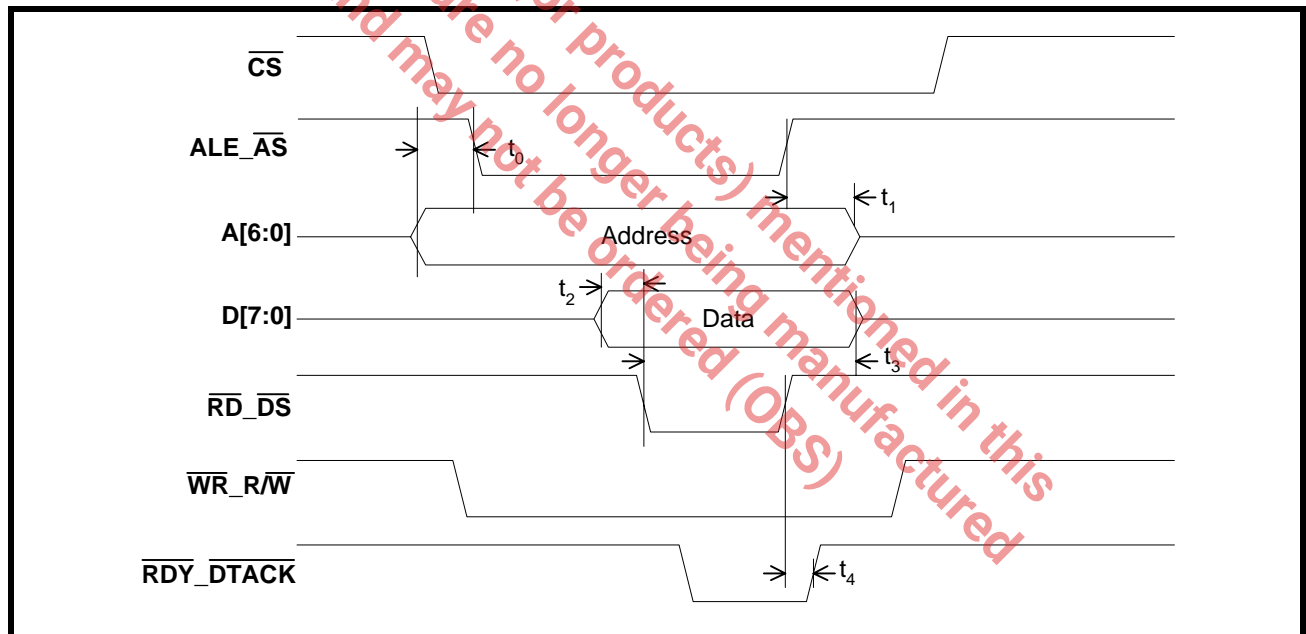 or products) mentioned in this
are no longer being manufactured
nd may not be ordered (OBS)
CS
ALE_AS
t0
t1
A[6:0]
Address
t2
D[7:0]
Data
t3
RD_DS
WR_R/W
RDY_DTACK
t4